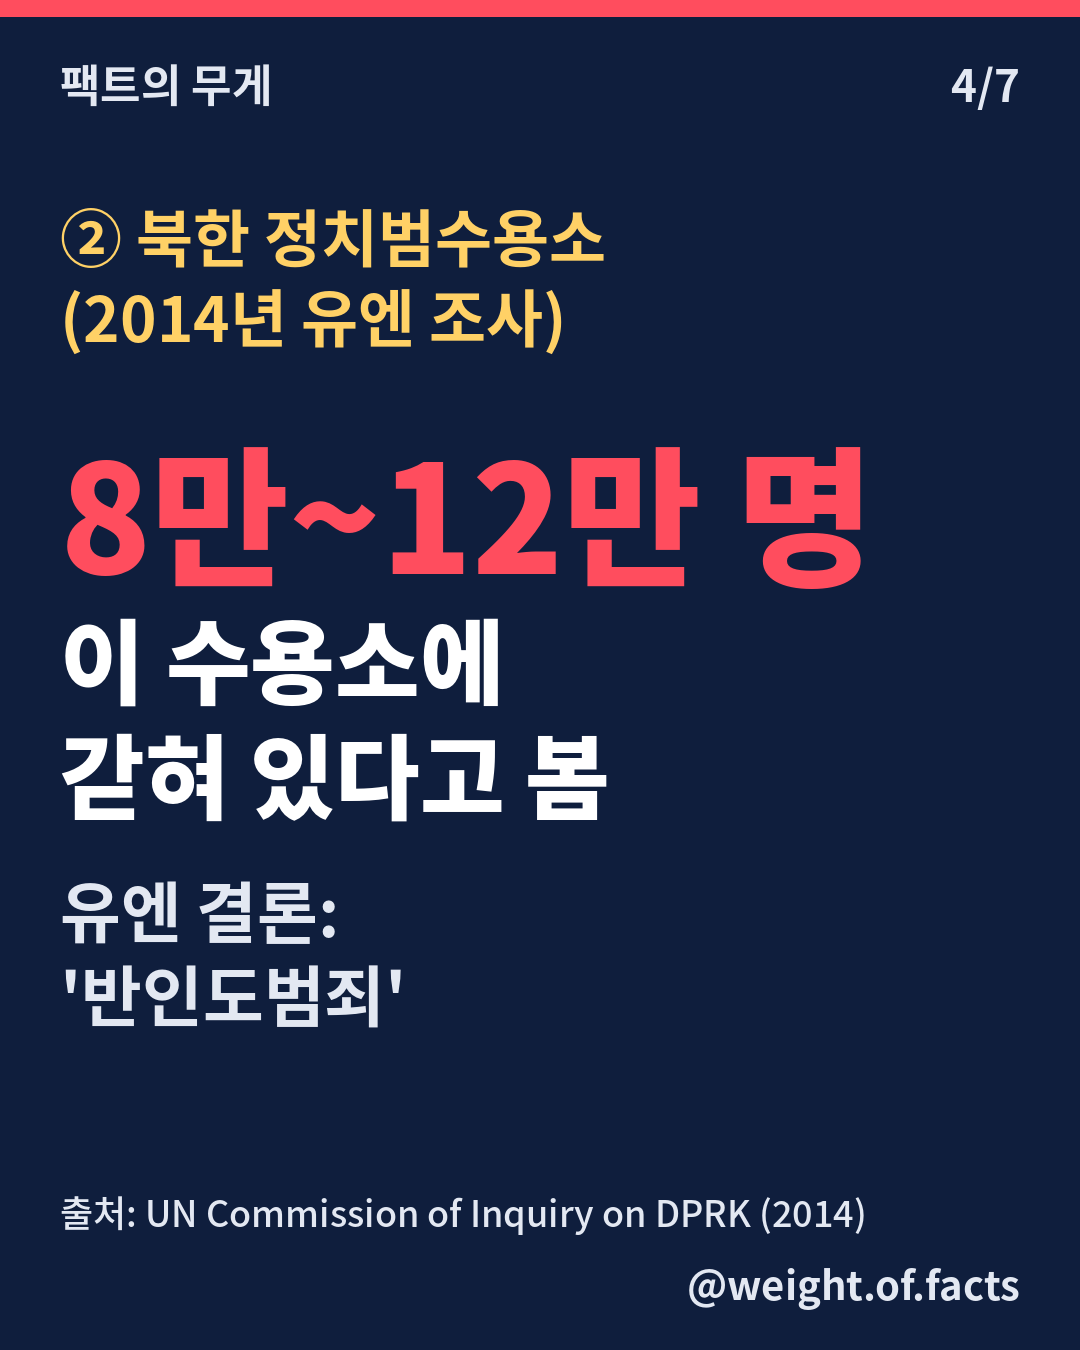 팩트의 무게
4/7
② 북한 정치범수용소
(2014년 유엔 조사)
8만~12만 명
이 수용소에
갇혀 있다고 봄
유엔 결론:
'반인도범죄'
출처: UN Commission of Inquiry on DPRK (2014)
@weight.of.facts